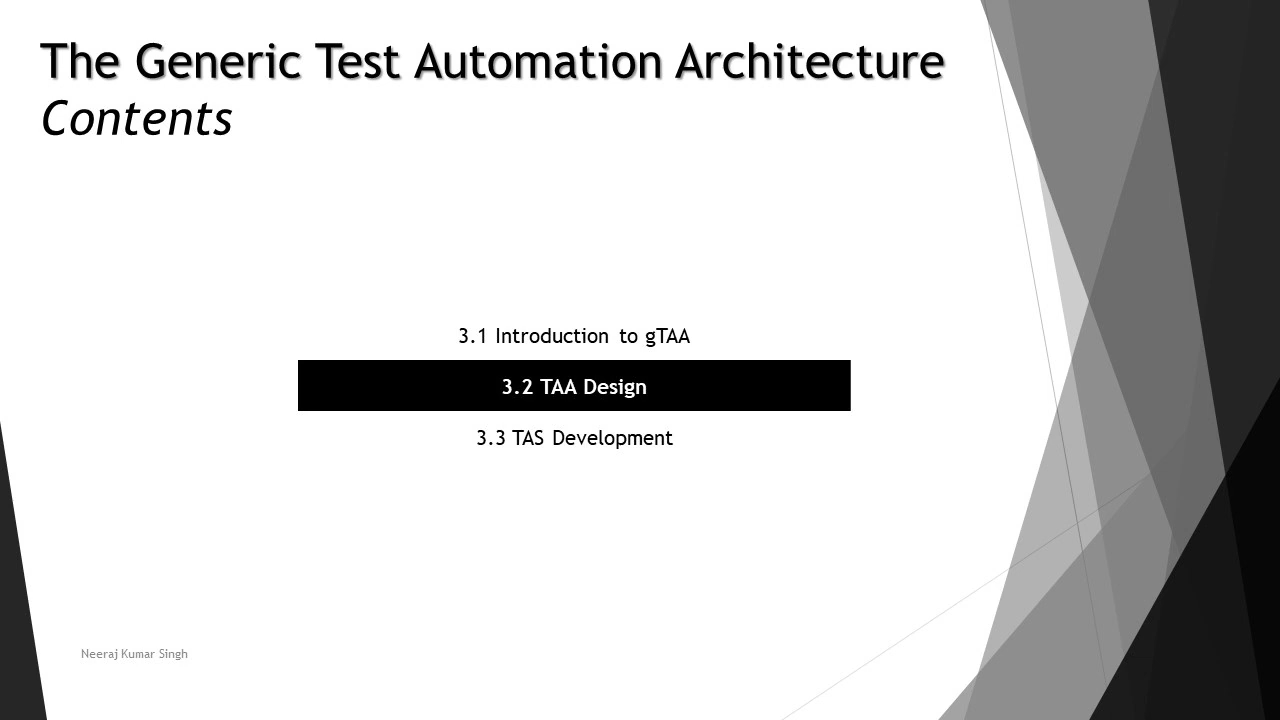 The Generic Test Automation Architecture
Contents
3.1 Introduction to gTAA
3.2 TAA Design
3.3 TAS Development
Neeraj Kumar Singh